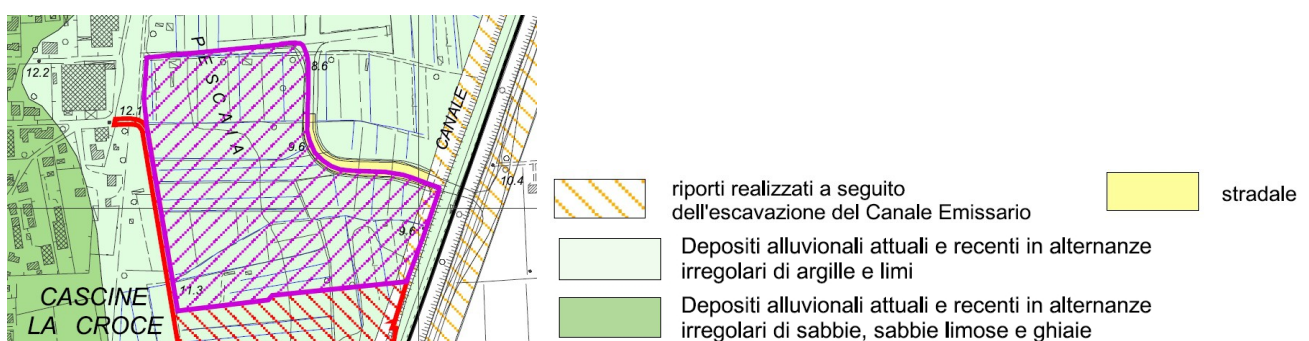 12.2
12.1
PESCAIA
8.6
9.6
CANALE
10.4
9.6
11.3
CASCINE
LA CROCE
riporti realizzati a seguito
dell'escavazione del Canale Emissario
stradale
Depositi alluvionali attuali e recenti in alternanze
irregolari di argille e limi
Depositi alluvionali attuali e recenti in alternanze
irregolari di sabbie, sabbie limose e ghiaie